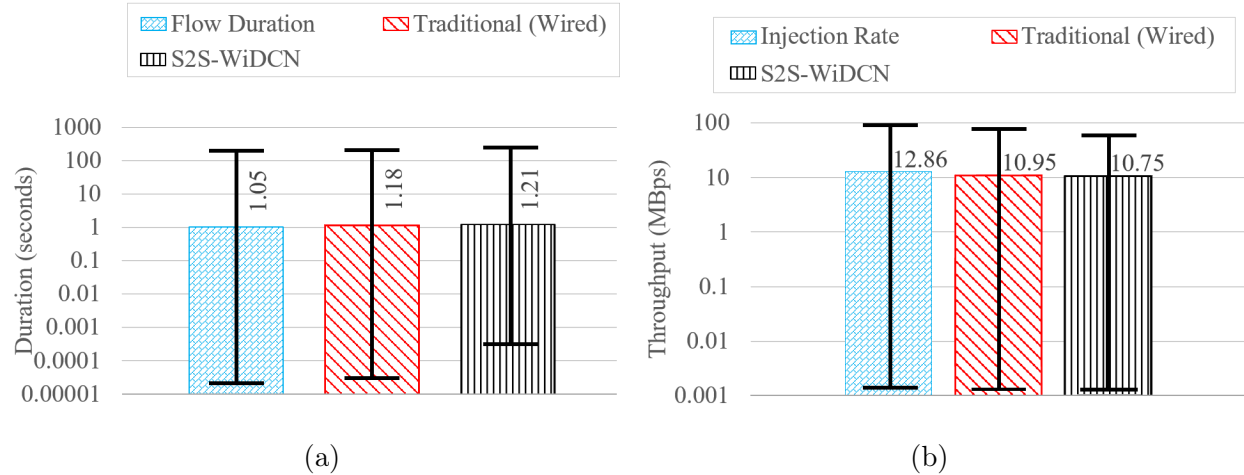 Flow Duration
Traditional (Wired)
S2S-WiDCN
Duration (seconds)
1000
100
10
1
0.1
0.01
0.001
0.0001
0.00001
1.05
1.18
1.21
(a)
Injection Rate
Traditional (Wired)
S2S-WiDCN
Throughput (MBps)
100
10
1
0.1
0.01
0.001
12.86
10.95
10.75
(b)